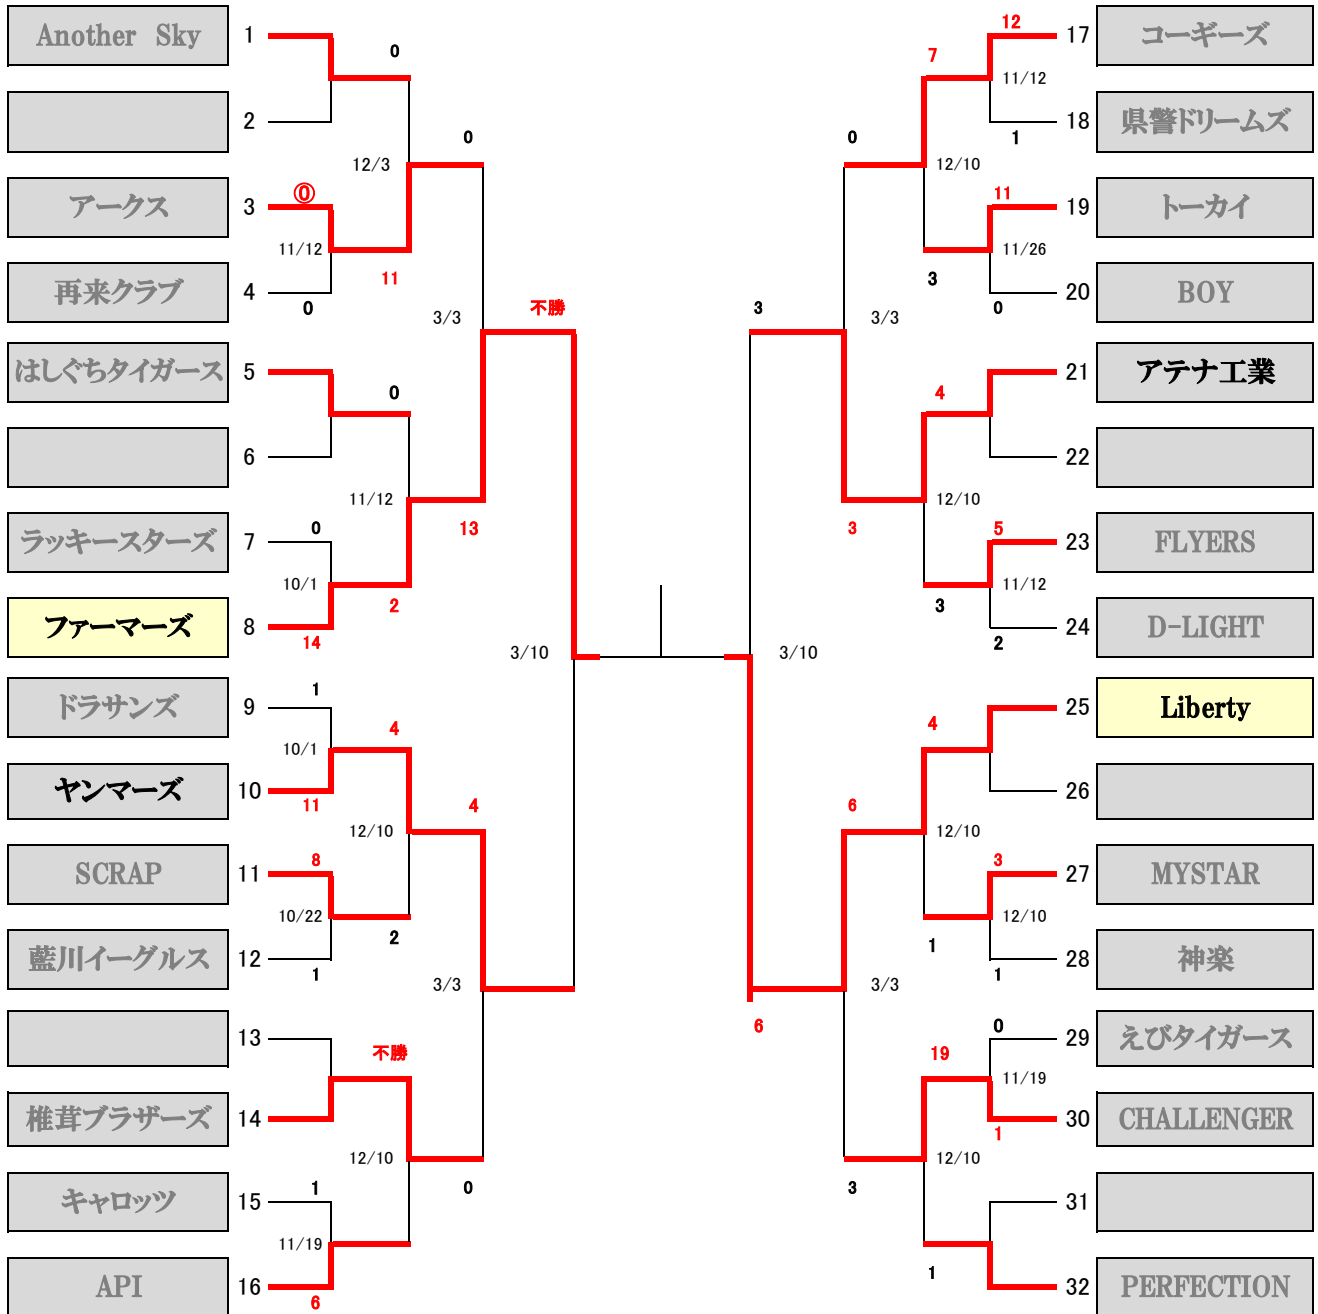 Another Sky 1
0
2
0
12/3
アークス 3
⓪
11/12
11
再来クラブ 4
0
3/3
不勝
はしぐちタイガース 5
0
6
11/12
13
ラッキースターズ 7
0
10/1
2
ファーマーズ 8
14
3/10
ドラサンズ 9
1
10/1
4
ヤンマーズ 10
11
4
12/10
SCRAP 11
8
10/22
2
藍川イーグルス 12
1
3/3
13
不勝
椎茸ブラザーズ 14
12/10
0
キャロッツ 15
1
11/19
API 16
6
12
17 コーギーズ
7
11/12
18 県警ドリームズ
1
0
12/10
11
19 トーカイ
11/26
3
20 BOY
0
3
3/3
21 アテナ工業
4
22
12/10
3
5
23 FLYERS
11/12
3
24 D-LIGHT
2
3/10
25 Liberty
4
26
6
12/10
3
27 MYSTAR
12/10
1
28 神楽
1
3/3
6
0
29 えびタイガース
19
11/19
30 CHALLENGER
1
12/10
3
31
1
32 PERFECTION